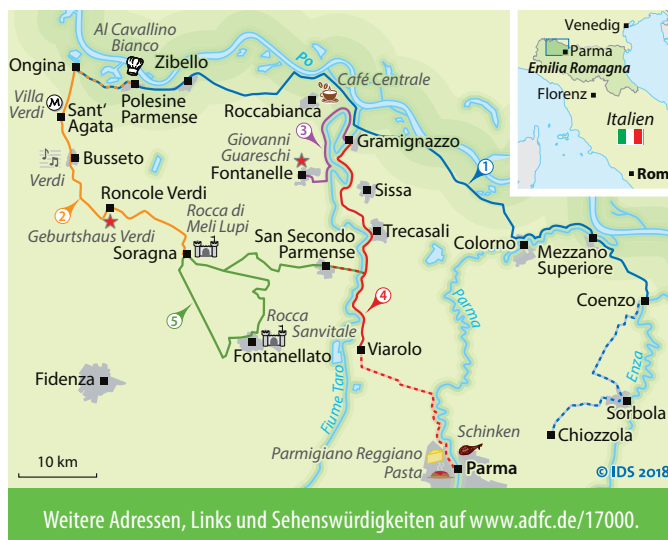 Al Cavallino
Bianco
Ongina
Zibello
Po
Café Centrale
Villa
Verdi
M
Sant'
Agata
Polesine
Parmense
Roccabianca
3
Gramignazzo
Giovanni
Guareschi
Fontanelle
1
Busseto
Verdi
Sissa
2
Roncole Verdi
Geburtshaus Verdi
Rocca di
Meli Lupi
Trecasali
San Secondo
Parmense
Soragna
Colorno
Mezzano
Superiore
Coenzo
4
5
Rocca
Sanvitale
Fontanellato
Viarolo
Parma
Enza
Fidenza
Fiume Taro
Sorbola
Chiozzola
Schinken
Parmigiano Reggiano
Pasta
Parma
10 km
© IDS 2018
Venedig
Parma
Emilia Romagna
Florenz
Italien
Rom
Weitere Adressen, Links und Sehenswürdigkeiten auf www.adfc.de/17000.